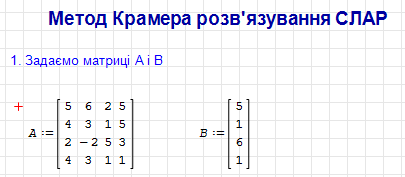 Метод Крамера розв'язування СЛАР
1. Задаємо матриці А і В
+
A := [5 6 2 5] B := [5]
[4 3 1 5] [1]
[2 -2 5 3] [6]
[4 3 1 1] [1]